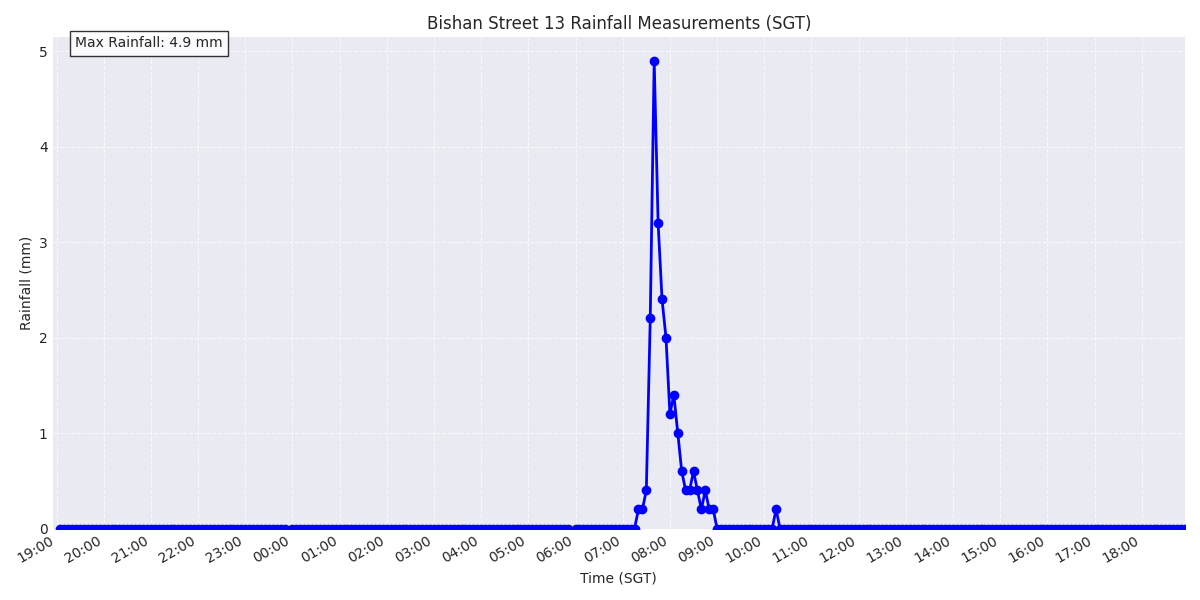 Bishan Street 13 Rainfall Measurements (SGT)
Max Rainfall: 4.9 mm
5
4
3
2
1
0
Rainfall (mm)
19:00 20:00 21:00 22:00 23:00 00:00 01:00 02:00 03:00 04:00 05:00 06:00 07:00 08:00 09:00 10:00 11:00 12:00 13:00 14:00 15:00 16:00 17:00 18:00
Time (SGT)